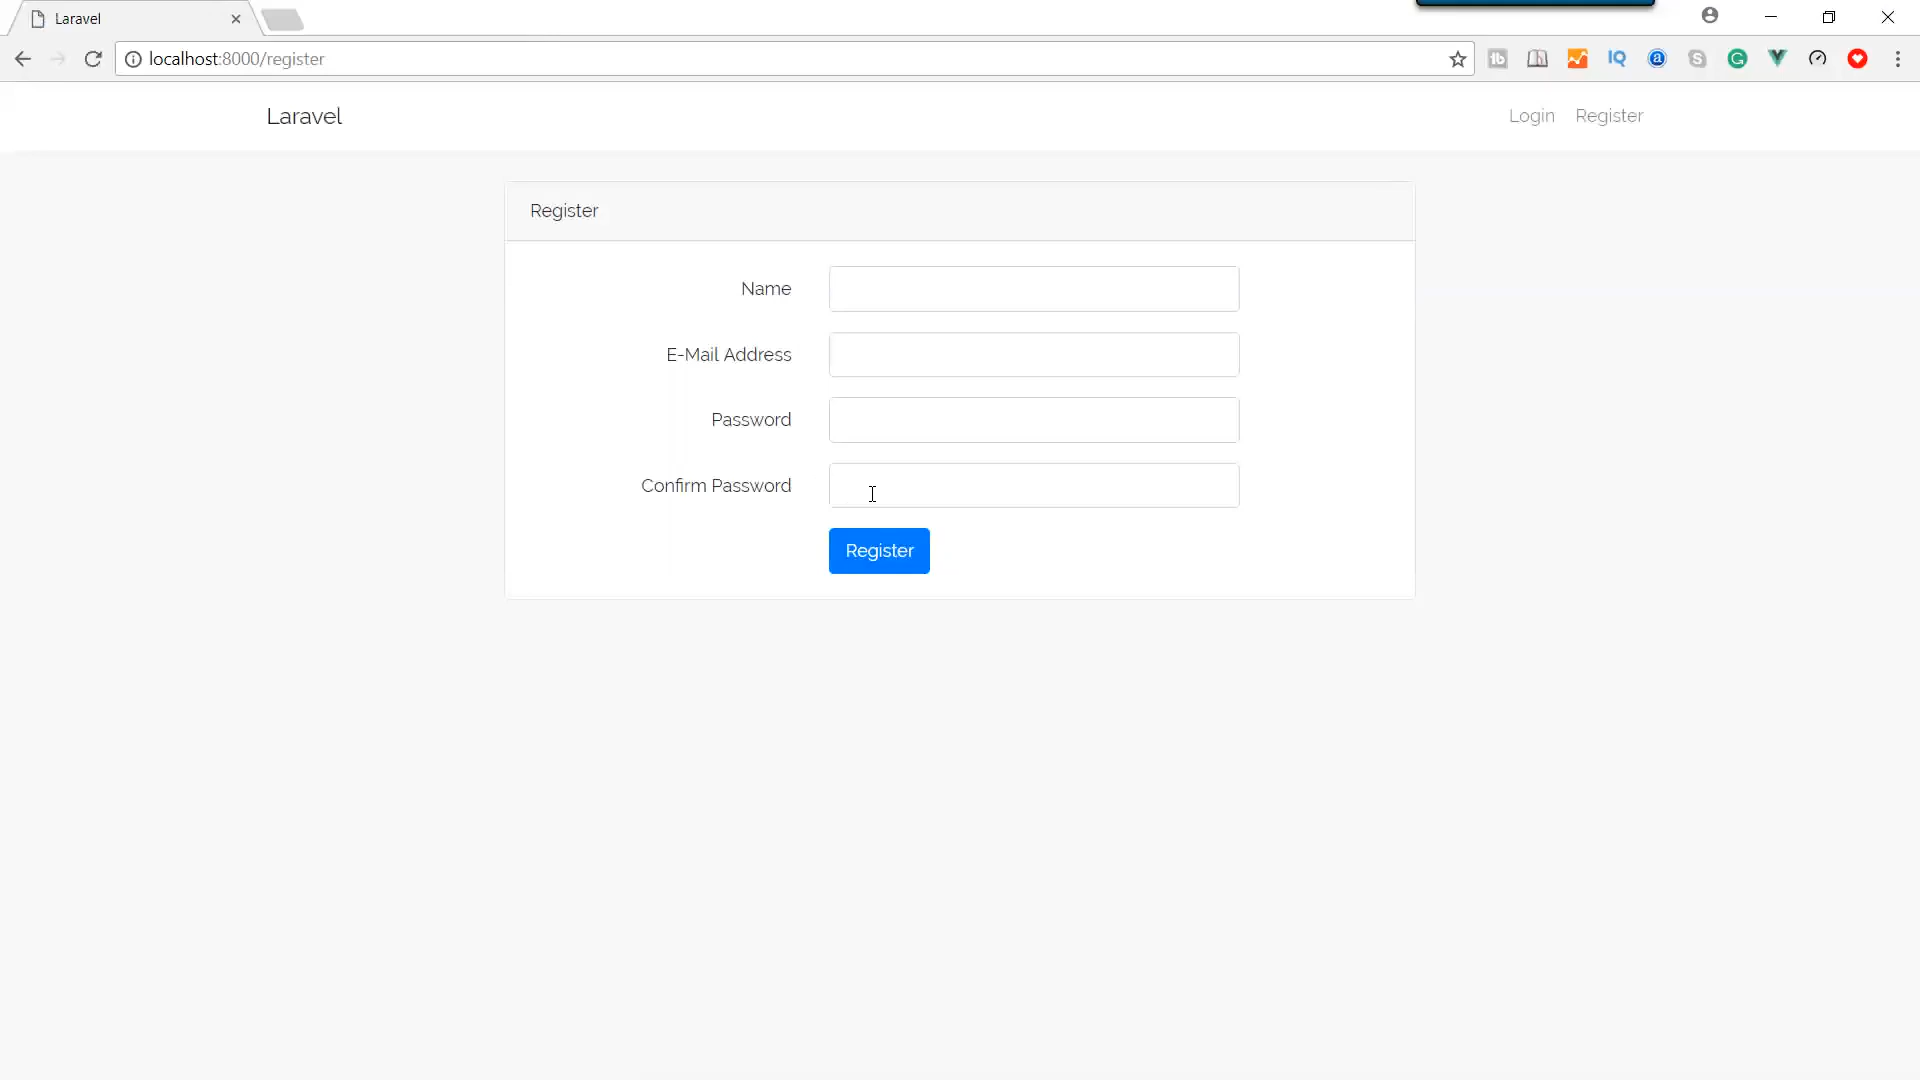 Laravel
localhost:8000/register
Laravel
Login
Register
Register
Name
E-Mail Address
Password
Confirm Password
Register